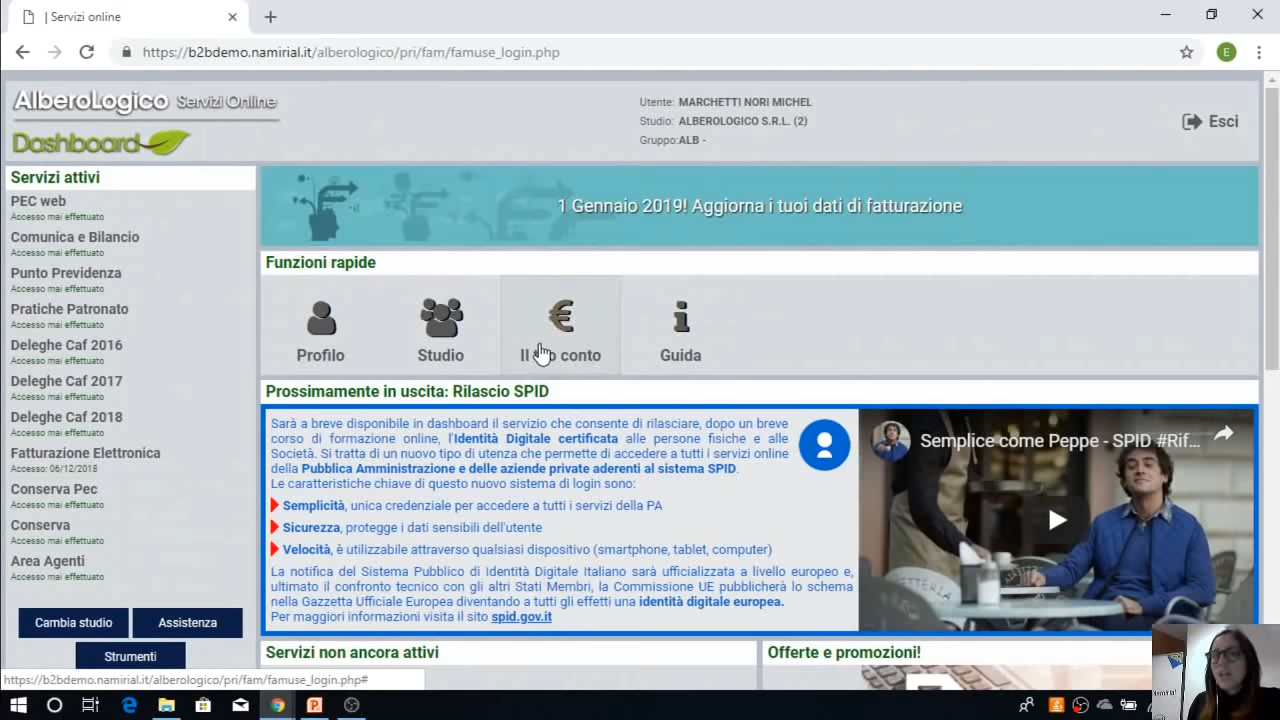 | Servizi online
https://b2bdemo.namirial.it/alberologico/pri/fam/famuse_login.php
E
AlberoLogico Servizi Online
Dashboard
Utente: MARCHETTI NORI MICHEL
Studio: ALBEROLOGICO S.R.L. (2)
Gruppo:ALB -
Esci
Servizi attivi
PEC web
Accesso mai effettuato
Comunica e Bilancio
Accesso mai effettuato
Punto Previdenza
Accesso mai effettuato
Pratiche Patronato
Accesso mai effettuato
Deleghe Caf 2016
Accesso mai effettuato
Deleghe Caf 2017
Accesso mai effettuato
Deleghe Caf 2018
Accesso mai effettuato
Fatturazione Elettronica
Accesso: 06/12/2018
Conserva Pec
Accesso mai effettuato
Conserva
Accesso mai effettuato
Area Agenti
Accesso mai effettuato
Cambia studio
Assistenza
Strumenti
1 Gennaio 2019! Aggiorna i tuoi dati di fatturazione
Funzioni rapide
Profilo
Studio
Il conto
Guida
Prossimamente in uscita: Rilascio SPID
Sarà a breve disponibile in dashboard il servizio che consente di rilasciare, dopo un breve
corso di formazione online, l'Identità Digitale certificata alle persone fisiche e alle
Società. Si tratta di un nuovo tipo di utenza che permette di accedere a tutti i servizi online
della Pubblica Amministrazione e delle aziende private aderenti al sistema SPID.
Le caratteristiche chiave di questo nuovo sistema di login sono:
Semplicità, unica credenziale per accedere a tutti i servizi della PA
Sicurezza, protegge i dati sensibili dell'utente
Velocità, è utilizzabile attraverso qualsiasi dispositivo (smartphone, tablet, computer)
La notifica del Sistema Pubblico di Identità Digitale Italiano sarà ufficializzata a livello europeo e,
ultimato il confronto tecnico con gli altri Stati Membri, la Commissione UE pubblicherà lo schema
nella Gazzetta Ufficiale Europea diventando a tutti gli effetti una identità digitale europea.
Per maggiori informazioni visita il sito spid.gov.it
Semplice come Peppe - SPID #Rif...
Servizi non ancora attivi
Offerte e promozioni!
https://b2bdemo.namirial.it/alberologico/pri/fam/famuse_login.php#